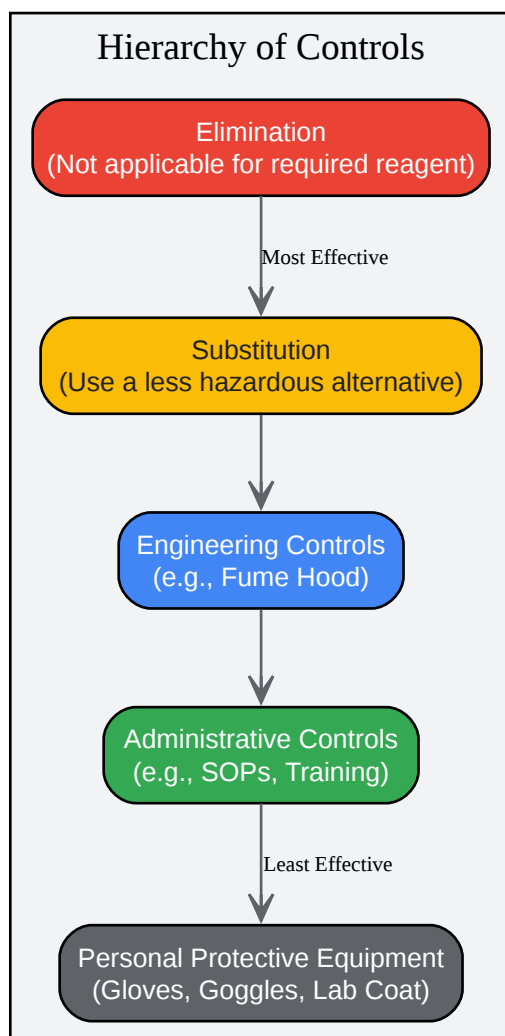 Hierarchy of Controls
Elimination
(Not applicable for required reagent)
Most Effective
Substitution
(Use a less hazardous alternative)
Engineering Controls
(e.g., Fume Hood)
Administrative Controls
(e.g., SOPs, Training)
Least Effective
Personal Protective Equipment
(Gloves, Goggles, Lab Coat)